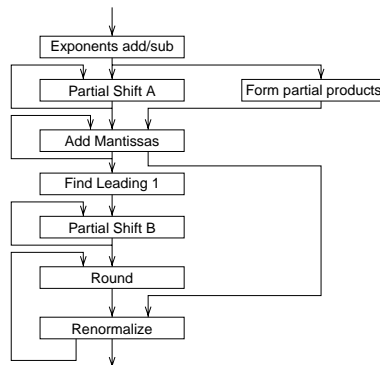 Exponents add/sub
Partial Shift A
Form partial products
Add Mantissas
Find Leading 1
Partial Shift B
Round
Renormalize